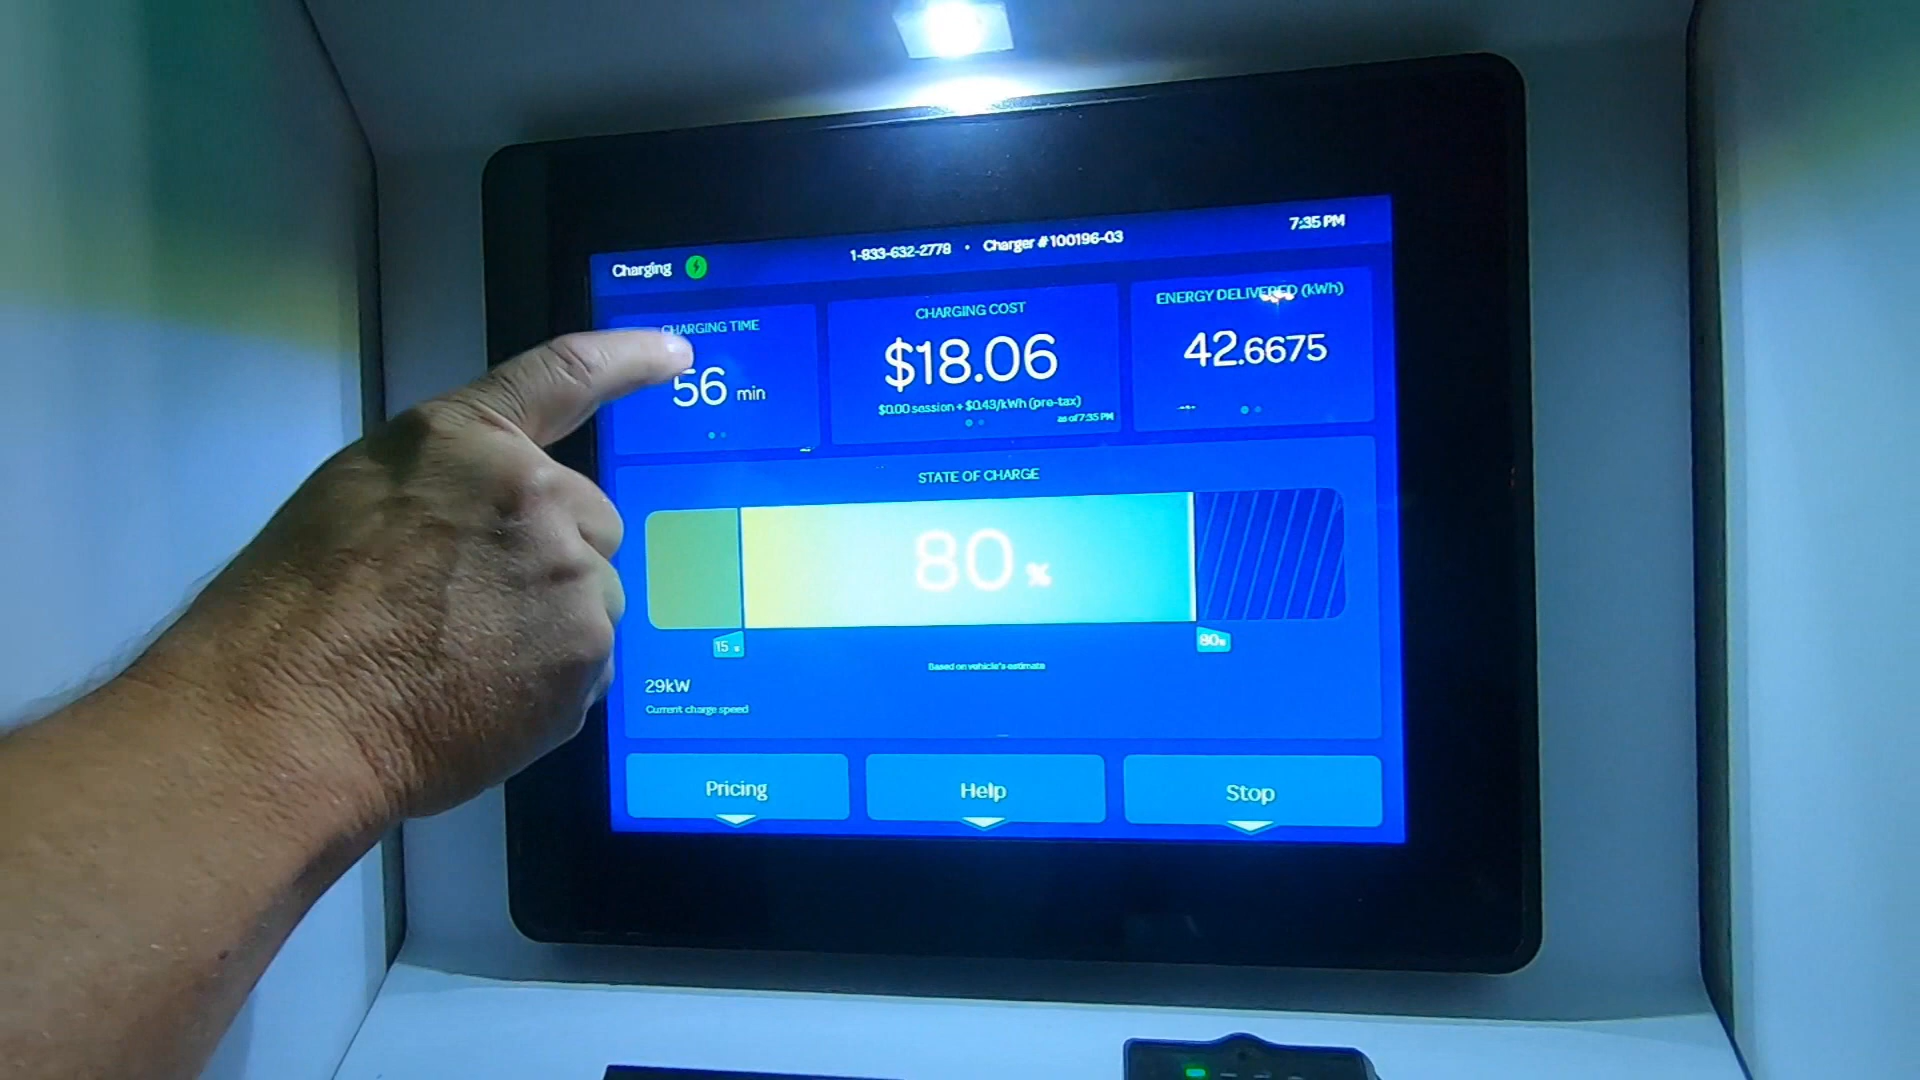 Charging
1-833-632-2778 • Charger #100196-03
7:35 PM
CHARGING TIME
56 min
CHARGING COST
$18.06
$0.00 session + $0.43/kWh (pre-tax)
as of 7:35 PM
ENERGY DELIVERED (kWh)
42.6675
STATE OF CHARGE
80 %
15 %
80%
Based on vehicle's estimate
29kW
Current charge speed
Pricing
Help
Stop